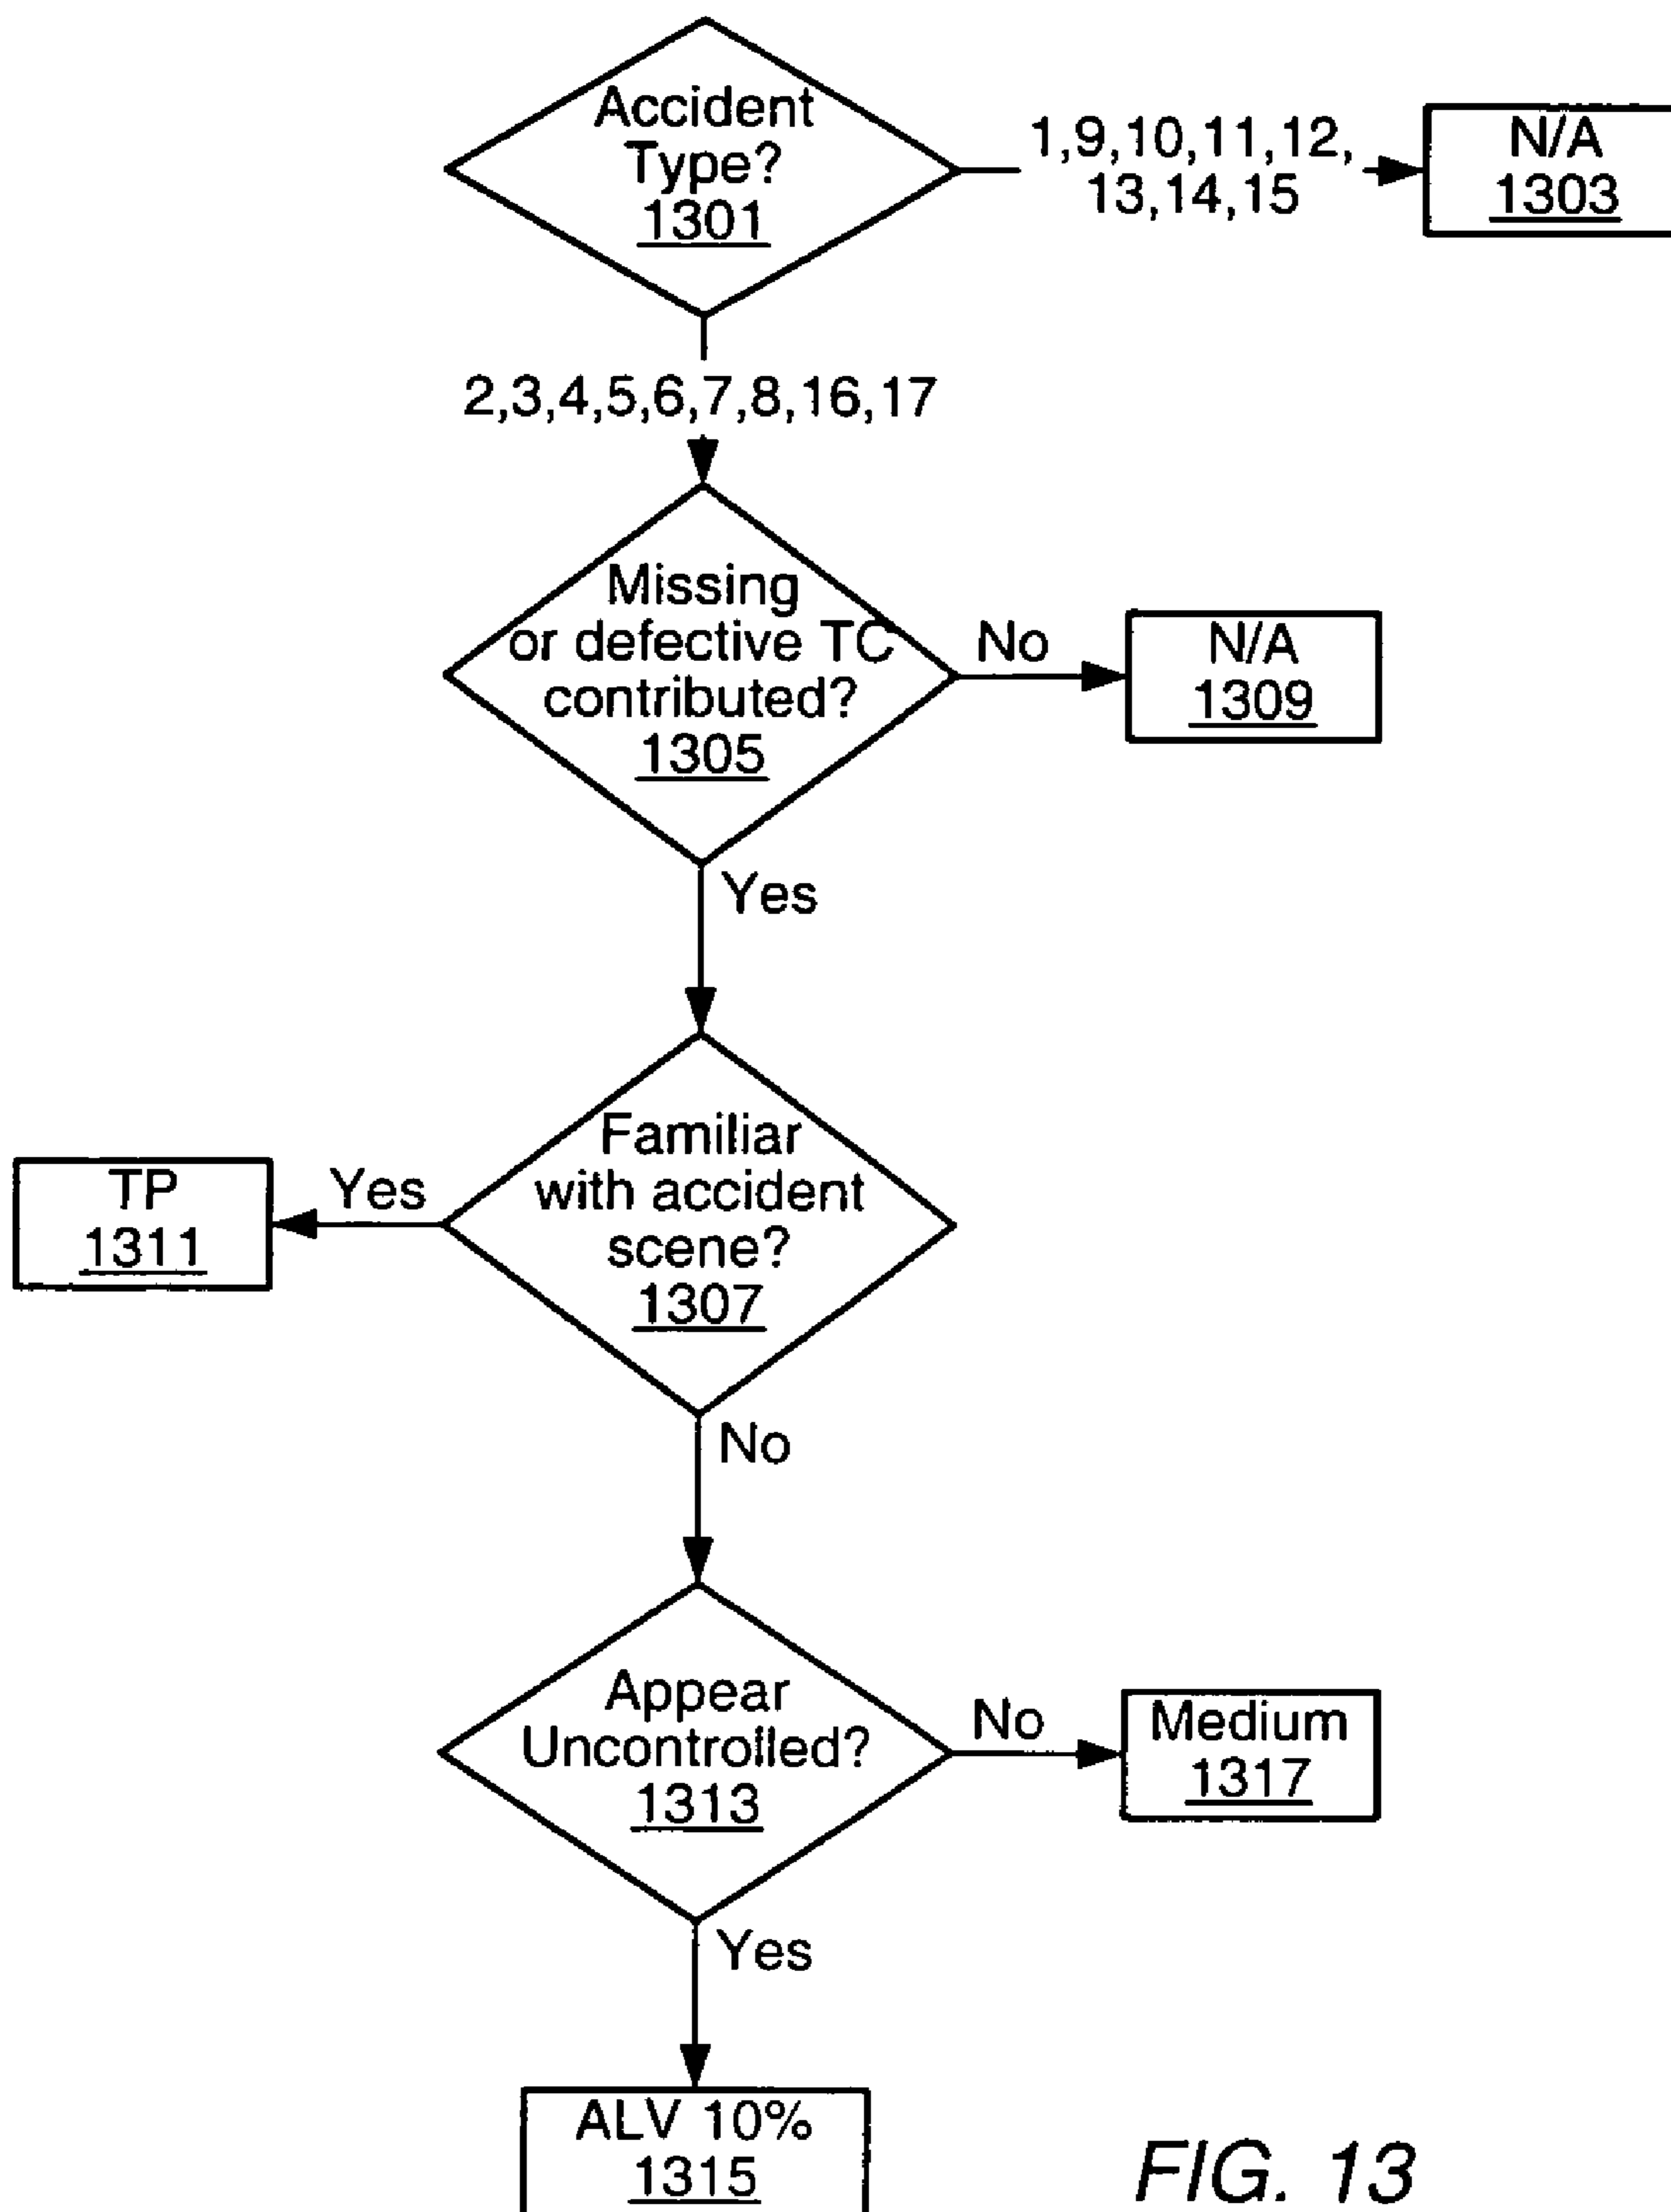 Accident
Type?
1301
1,9,10,11,12,
13,14,15
N/A
1303
2,3,4,5,6,7,8,16,17
Missing
or defective TC
contributed?
1305
No
N/A
1309
Yes
Familiar
with accident
scene?
1307
Yes
TP
1311
No
Appear
Uncontrolled?
1313
No
Medium
1317
Yes
ALV 10%
1315
FIG. 13